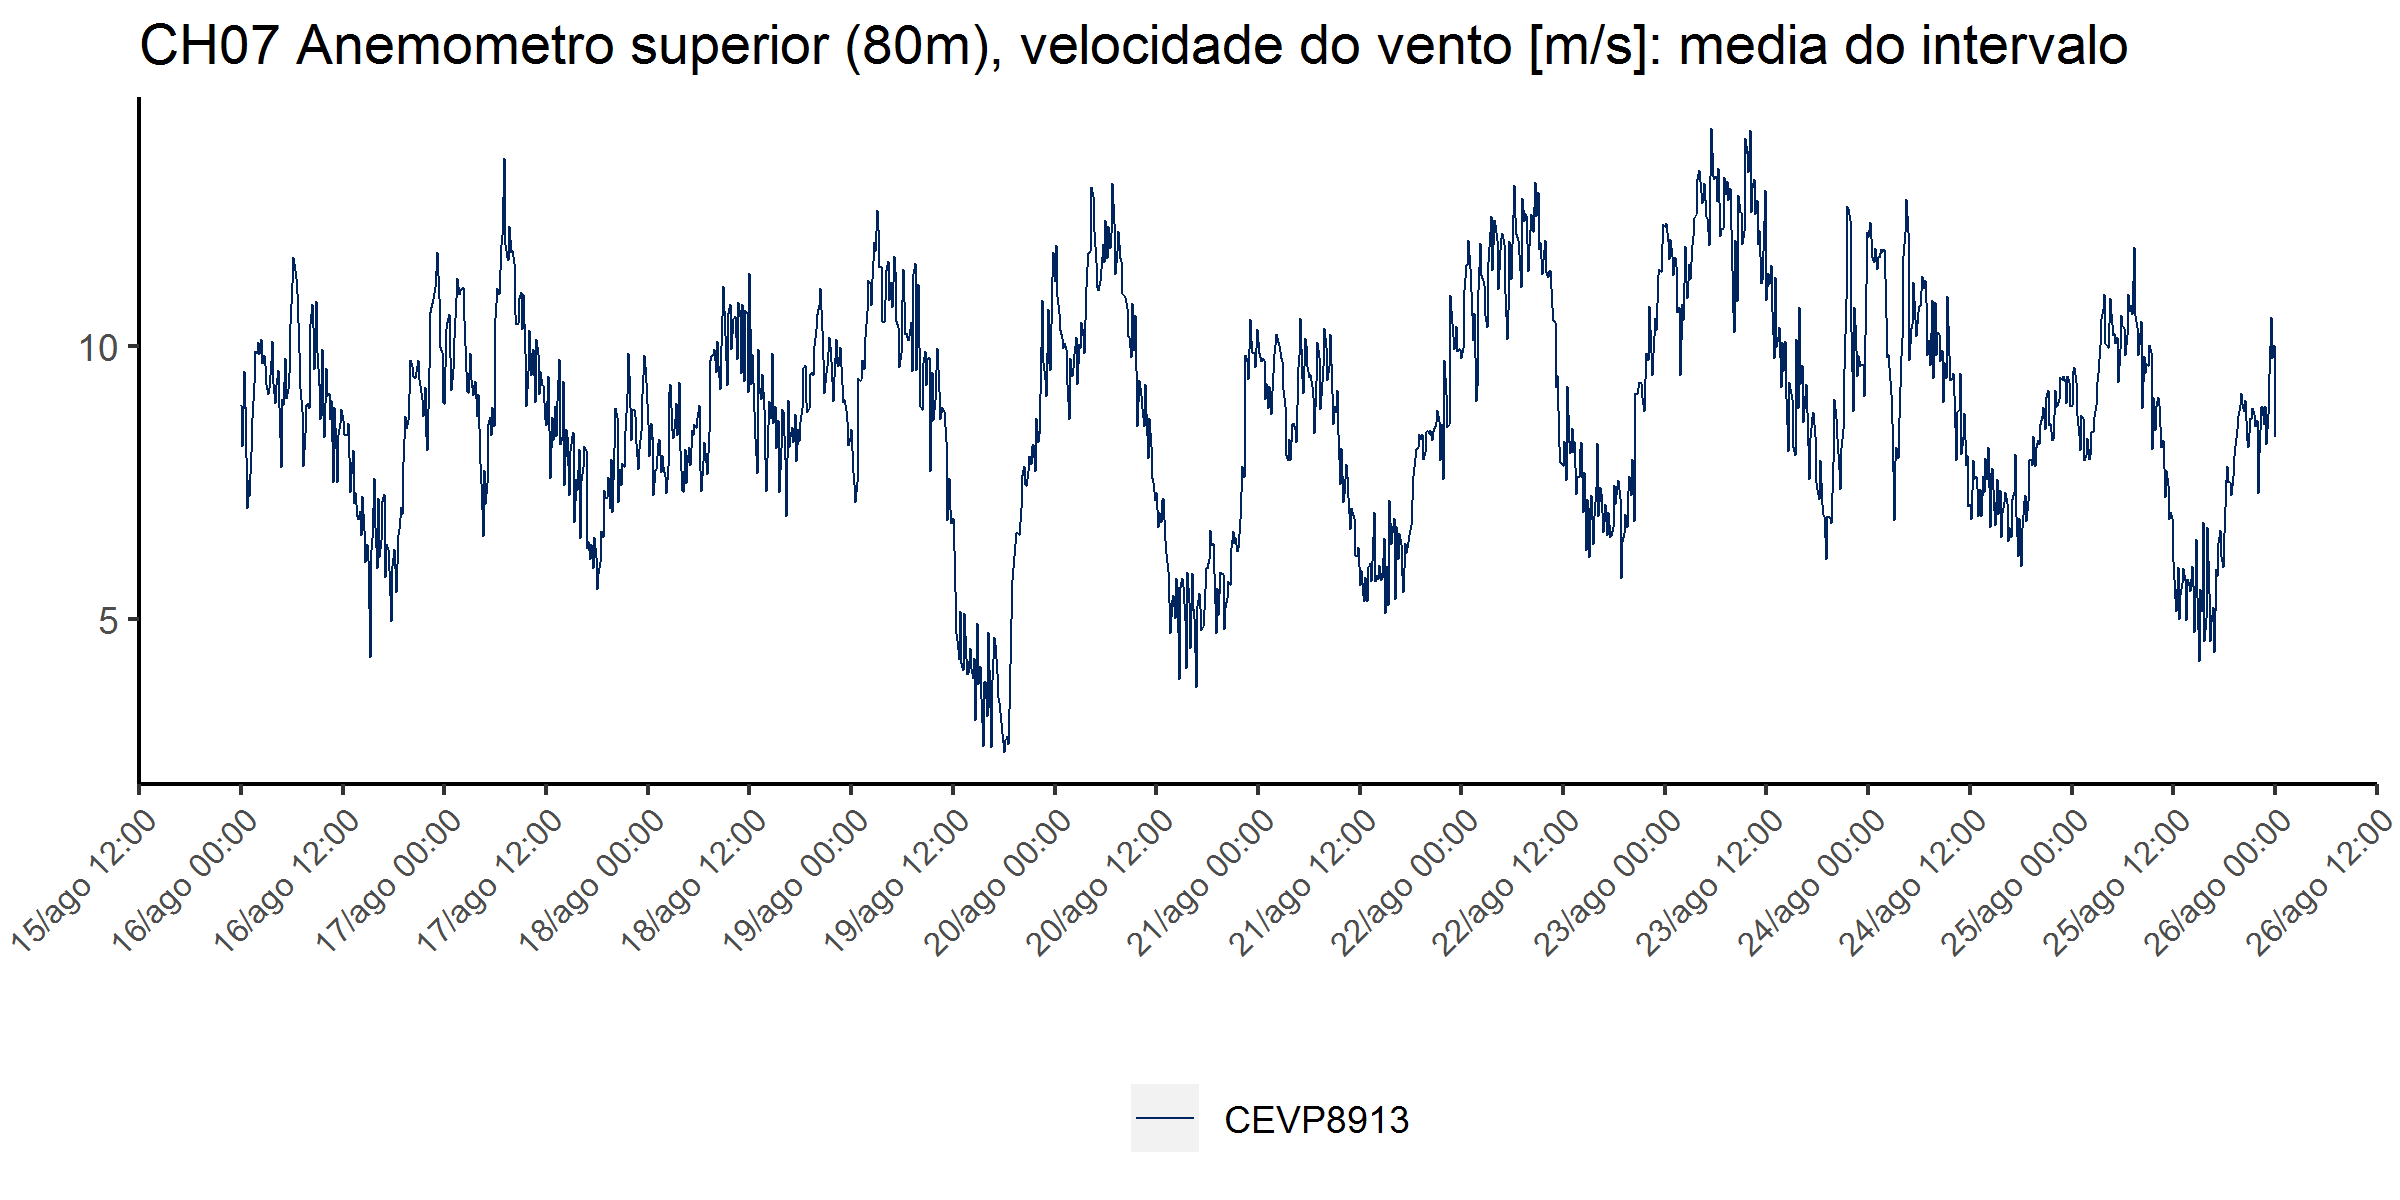 CH07 Anemometro superior (80m), velocidade do vento [m/s]: media do intervalo
10
5
15/ago 12:00
16/ago 00:00
16/ago 12:00
17/ago 00:00
17/ago 12:00
18/ago 00:00
18/ago 12:00
19/ago 00:00
19/ago 12:00
20/ago 00:00
20/ago 12:00
21/ago 00:00
21/ago 12:00
22/ago 00:00
22/ago 12:00
23/ago 00:00
23/ago 12:00
24/ago 00:00
24/ago 12:00
25/ago 00:00
25/ago 12:00
26/ago 00:00
26/ago 12:00
CEVP8913